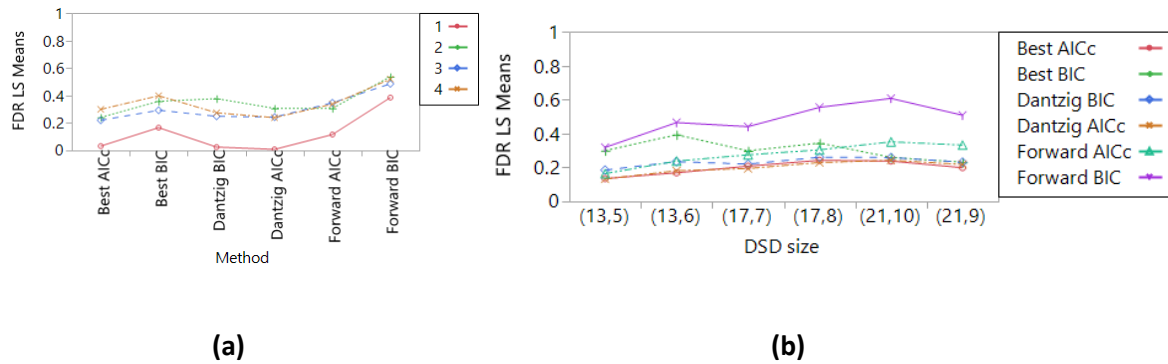 FDR LS Means
1
0.8
0.6
0.4
0.2
0
Best AICc
Best BIC
Dantzig BIC
Dantzig AICc
Forward AICc
Forward BIC
Method
1
2
3
4
(a)
FDR LS Means
1
0.8
0.6
0.4
0.2
0
(13,5) (13,6) (17,7) (17,8) (21,10) (21,9)
DSD size
Best AICc
Best BIC
Dantzig BIC
Dantzig AICc
Forward AICc
Forward BIC
(b)